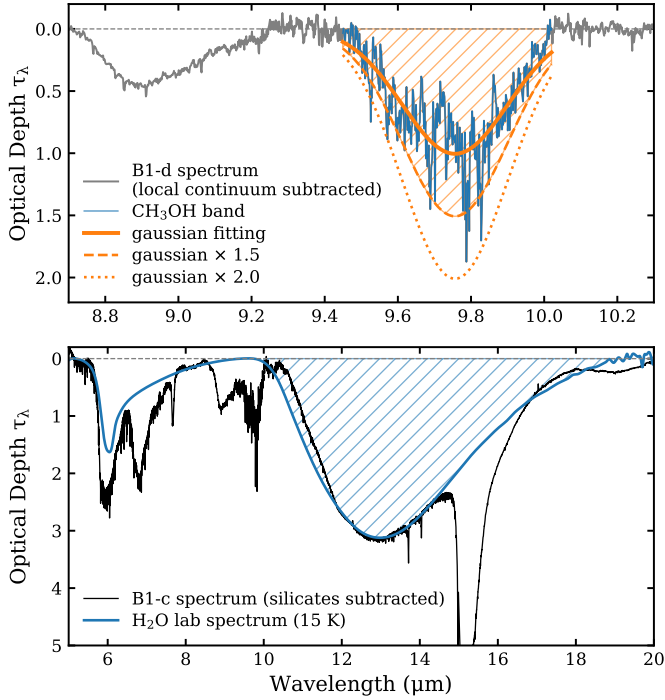 0.0
0.5
1.0
1.5
2.0
Optical Depth τλ
B1-d spectrum
(local continuum subtracted)
CH₃OH band
gaussian fitting
gaussian × 1.5
gaussian × 2.0
8.8 9.0 9.2 9.4 9.6 9.8 10.0 10.2
0
1
2
3
4
5
Optical Depth τλ
B1-c spectrum (silicates subtracted)
H₂O lab spectrum (15 K)
6 8 10 12 14 16 18 20
Wavelength (μm)